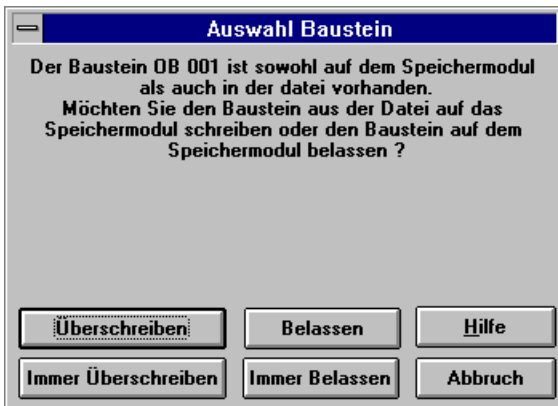 Auswahl Baustein
Der Baustein OB 001 ist sowohl auf dem Speichermodul
als auch in der datei vorhanden.
Möchten Sie den Baustein aus der Datei auf das
Speichermodul schreiben oder den Baustein auf dem
Speichermodul belassen ?
Überschreiben Belassen Hilfe
Immer Überschreiben Immer Belassen Abbruch